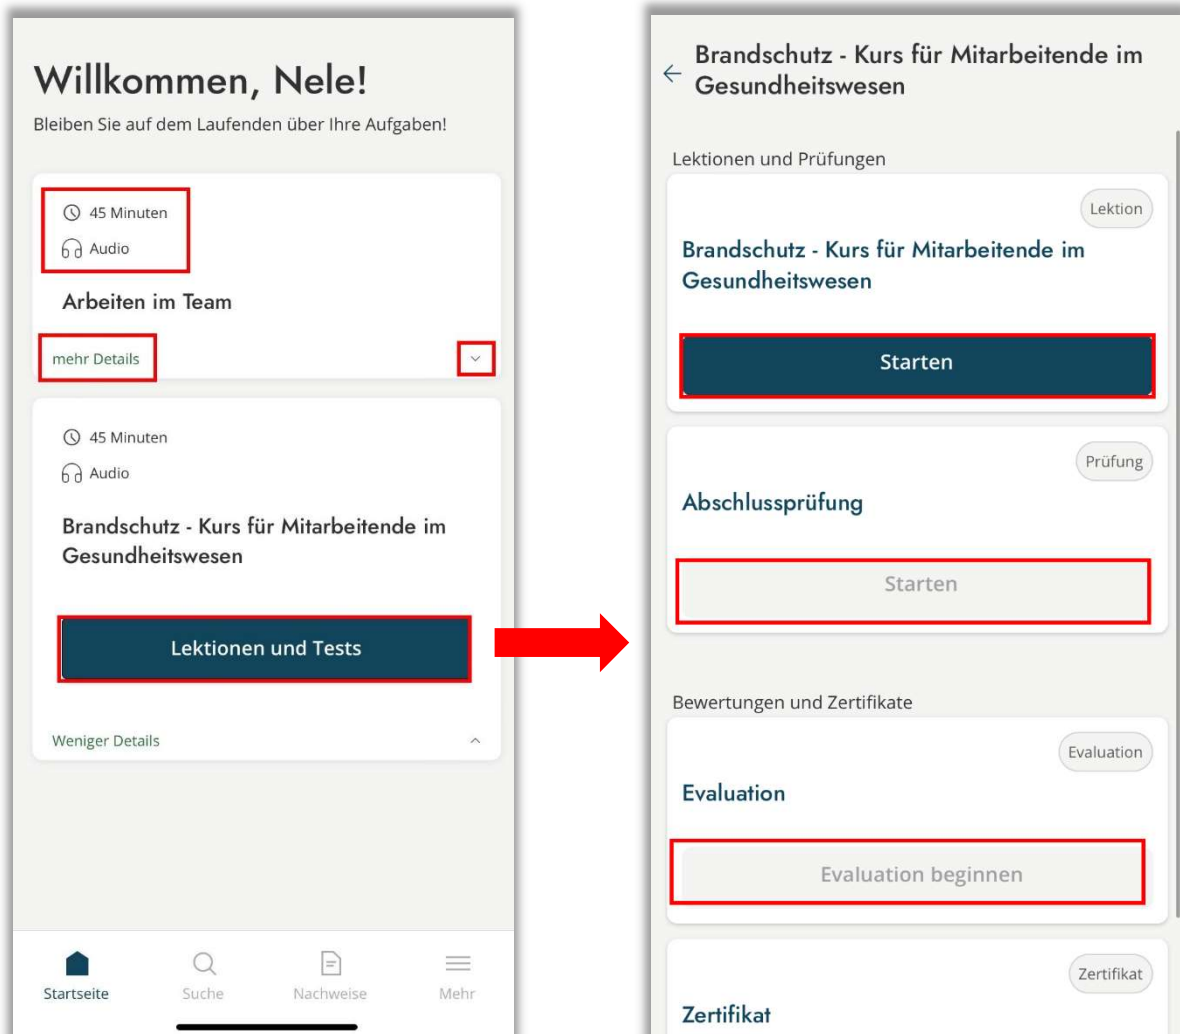 Willkommen, Nele!
Bleiben Sie auf dem Laufenden über Ihre Aufgaben!
45 Minuten
Audio
Arbeiten im Team
mehr Details
45 Minuten
Audio
Brandschutz - Kurs für Mitarbeitende im
Gesundheitswesen
Lektionen und Tests
Weniger Details
Startseite
Suche
Nachweise
Mehr
Brandschutz - Kurs für Mitarbeitende im
Gesundheitswesen
Lektionen und Prüfungen
Lektion
Brandschutz - Kurs für Mitarbeitende im
Gesundheitswesen
Starten
Prüfung
Abschlussprüfung
Starten
Bewertungen und Zertifikate
Evaluation
Evaluation
Evaluation beginnen
Zertifikat
Zertifikat